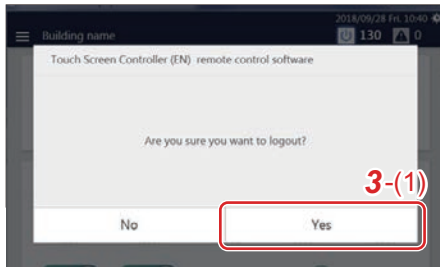 2018/09/28 Fri. 10:40
Building name 130 0
Touch Screen Controller (EN) remote control software
Are you sure you want to logout?
3-(1)
No Yes